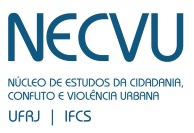 NECVU
NÚCLEO DE ESTUDOS DA CIDADANIA,
CONFLITO E VIOLÊNCIA URBANA
UFRJ | IFCS